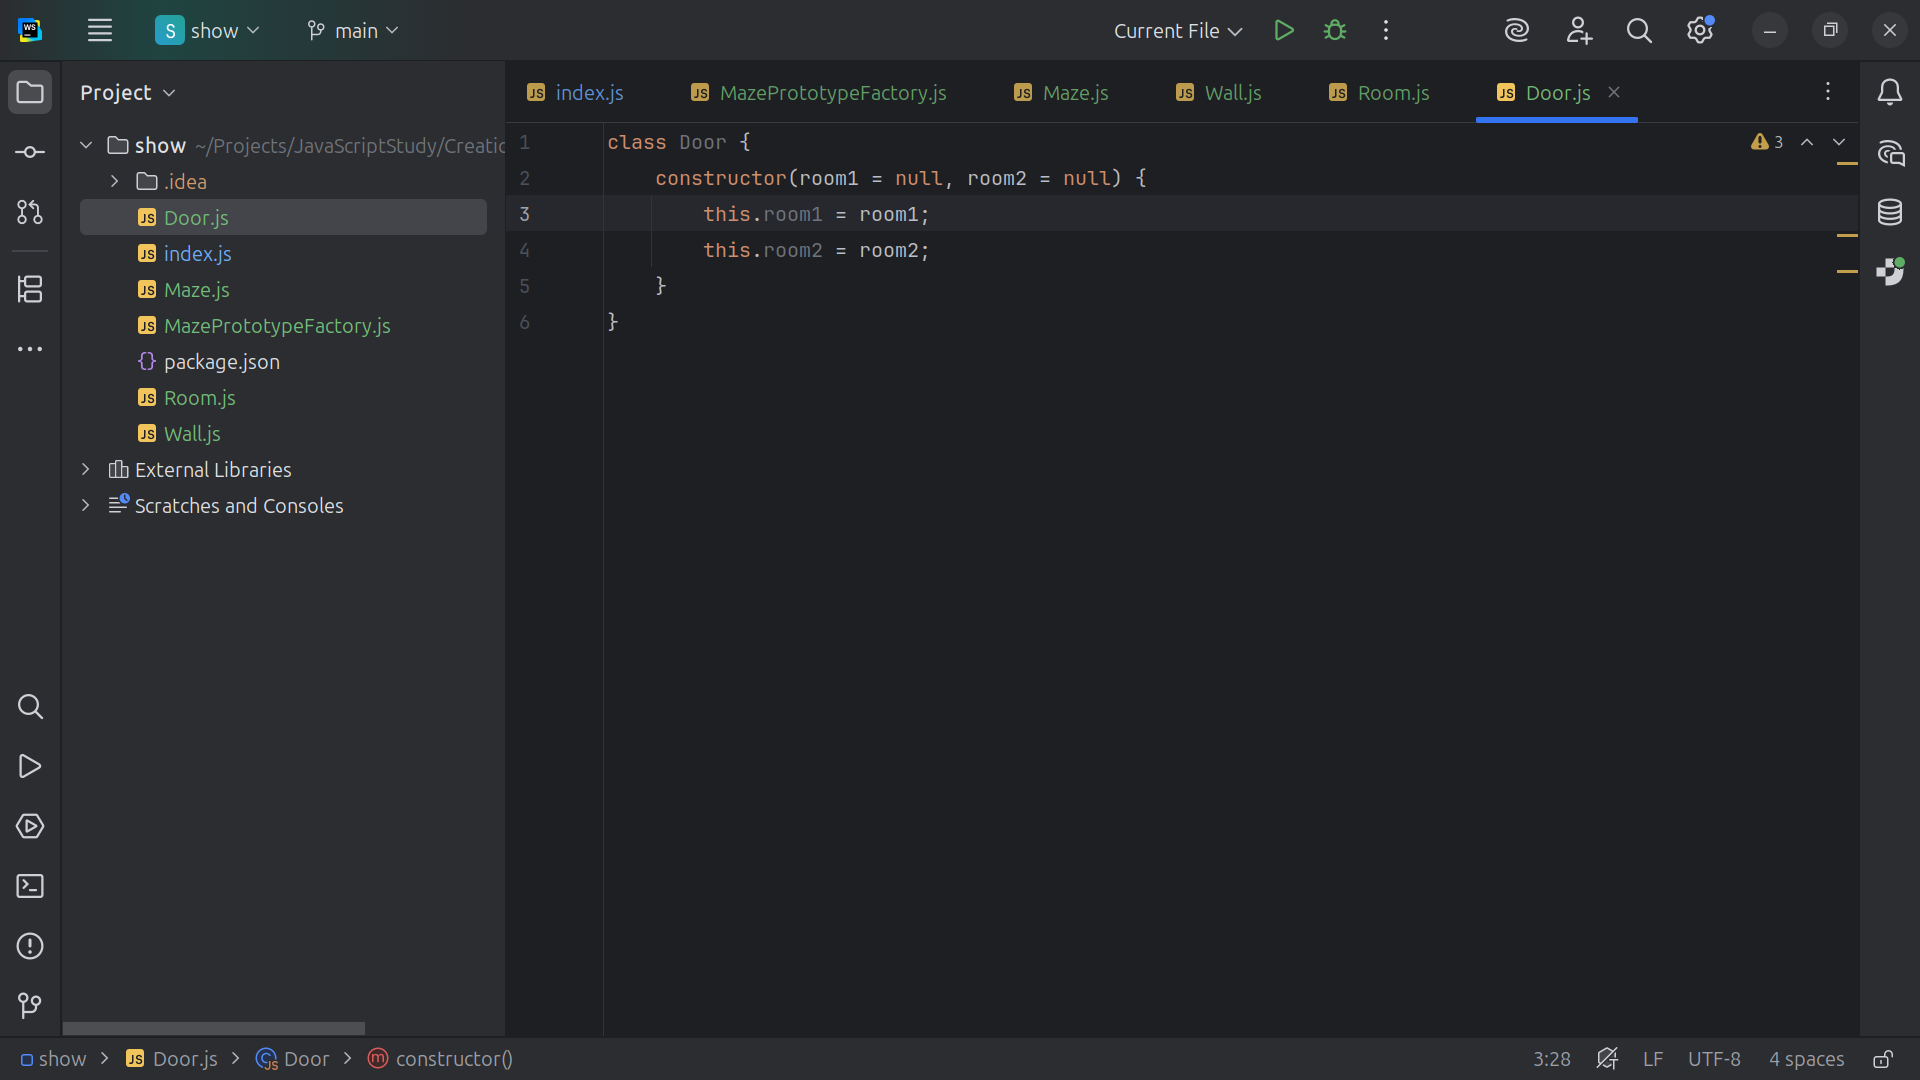 WS
S show
main
Current File
Project
index.js
MazePrototypeFactory.js
Maze.js
Wall.js
Room.js
Door.js
show ~/Projects/JavaScriptStudy/Creatio
.idea
Door.js
index.js
Maze.js
MazePrototypeFactory.js
package.json
Room.js
Wall.js
External Libraries
Scratches and Consoles
1 class Door {
2 constructor(room1 = null, room2 = null) {
3 this.room1 = room1;
4 this.room2 = room2;
5 }
6 }
3
show > JS Door.js > Door > m constructor()
3:28 LF UTF-8 4 spaces